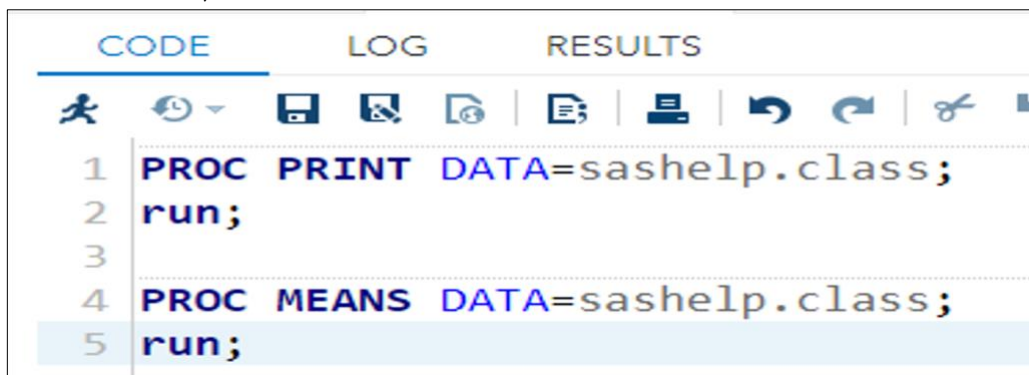 CODE LOG RESULTS
1 PROC PRINT DATA=sashelp.class;
2 run;
3
4 PROC MEANS DATA=sashelp.class;
5 run;